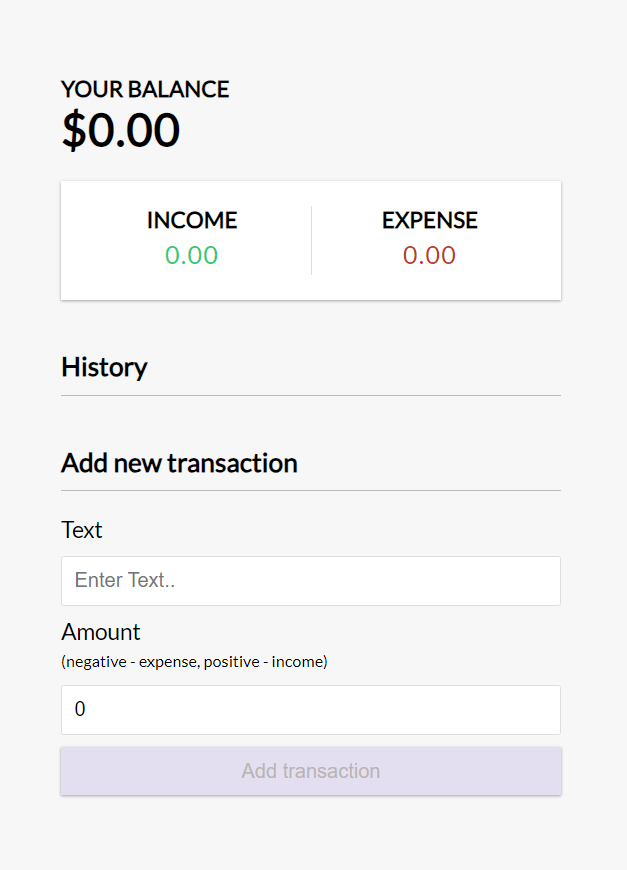 YOUR BALANCE
$0.00
INCOME EXPENSE
0.00 0.00
History
Add new transaction
Text
Enter Text..
Amount
(negative - expense, positive - income)
0
Add transaction